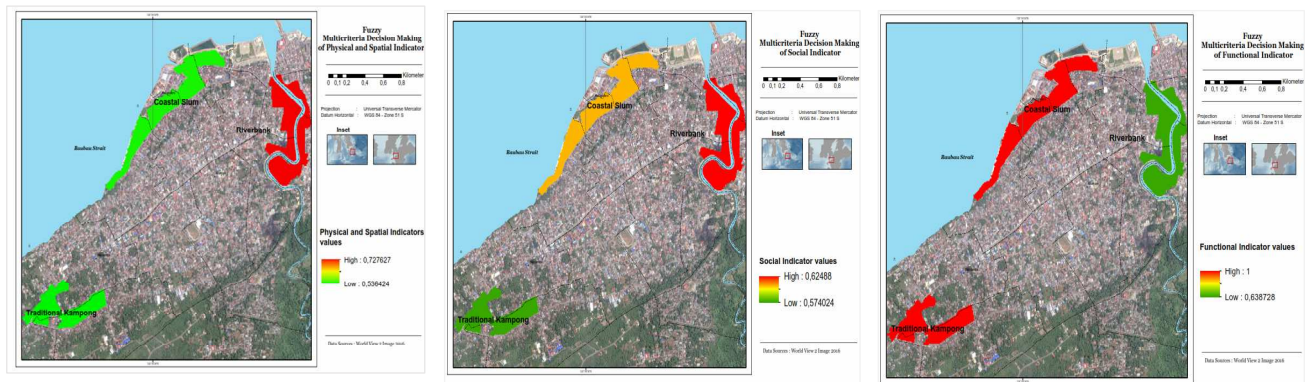 Fuzzy
Multicriteria Decision Making
of Physical and Spatial Indicator
Kilometer
0 0,1 0,2 0,4 0,6 0,8
Projection : Universal Transverse Mercator
Datum Horizontal : WGS 84 - Zone 51 S
Inset
Physical and Spatial Indicators
values
High : 0,727627
Low : 0,536424
Data Sources : World View 2 Image 2016
Coastal Slum
Riverbank
Baubau Strait
Traditional Kampong
Fuzzy
Multicriteria Decision Making
of Social Indicator
Kilometer
0 0,1 0,2 0,4 0,6 0,8
Projection : Universal Transverse Mercator
Datum Horizontal : WGS 84 - Zone 51 S
Inset
Social Indicator values
High : 0,62488
Low : 0,574024
Data Sources : World View 2 Image 2016
Coastal Slum
Riverbank
Baubau Strait
Traditional Kampong
Fuzzy
Multicriteria Decision Making
of Functional Indicator
Kilometers
0 0,1 0,2 0,4 0,6 0,8
Projection : Universal Transverse Mercator
Datum Horizontal : WGS 84 - Zone 51 S
Inset
Functional Indicator values
High : 1
Low : 0,638728
Data Sources : World View 2 Image 2016
Coastal Slum
Riverbank
Baubau Strait
Traditional Kampong